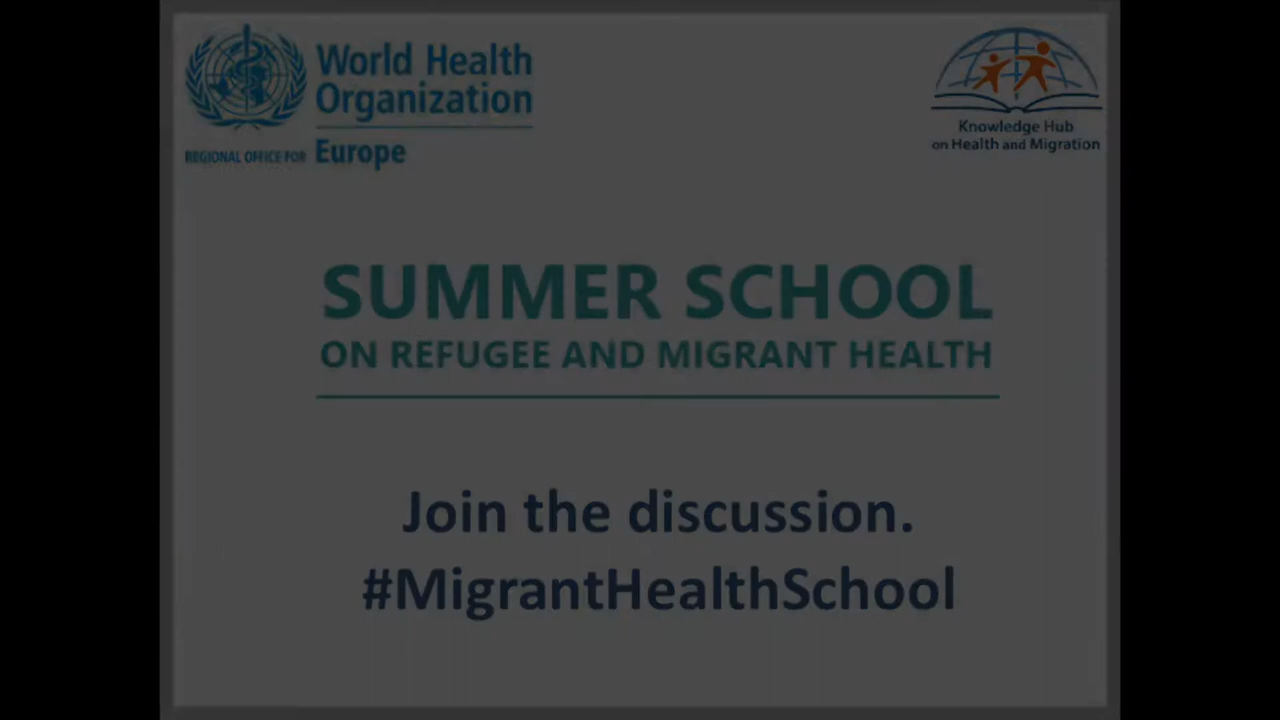 World Health
Organization
REGIONAL OFFICE FOR Europe
Knowledge Hub
on Health and Migration
SUMMER SCHOOL
ON REFUGEE AND MIGRANT HEALTH
Join the discussion.
#MigrantHealthSchool